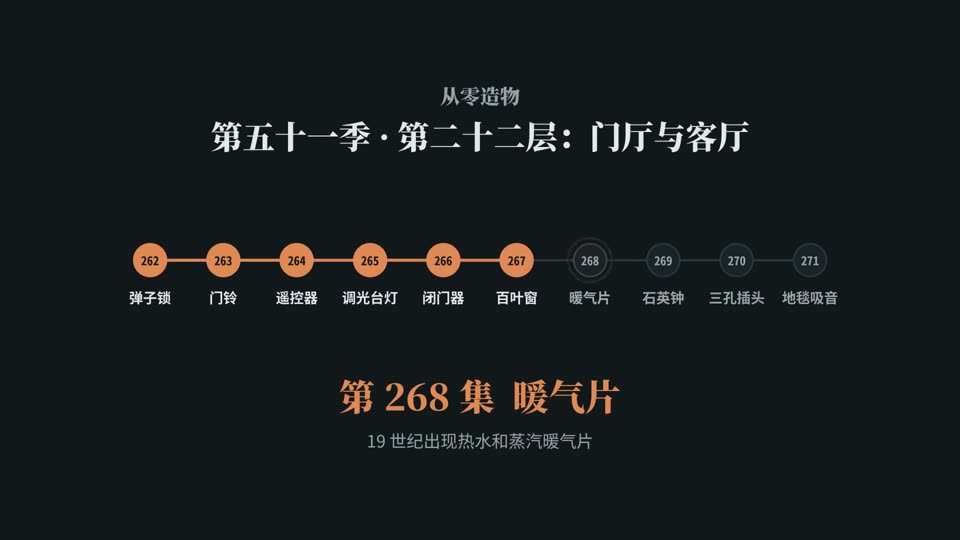 从零造物
第五十一季 · 第二十二层：门厅与客厅
262 263 264 265 266 267 268 269 270 271
弹子锁 门铃 遥控器 调光台灯 闭门器 百叶窗 暖气片 石英钟 三孔插头 地毯吸音
第 268 集 暖气片
19 世纪出现热水和蒸汽暖气片